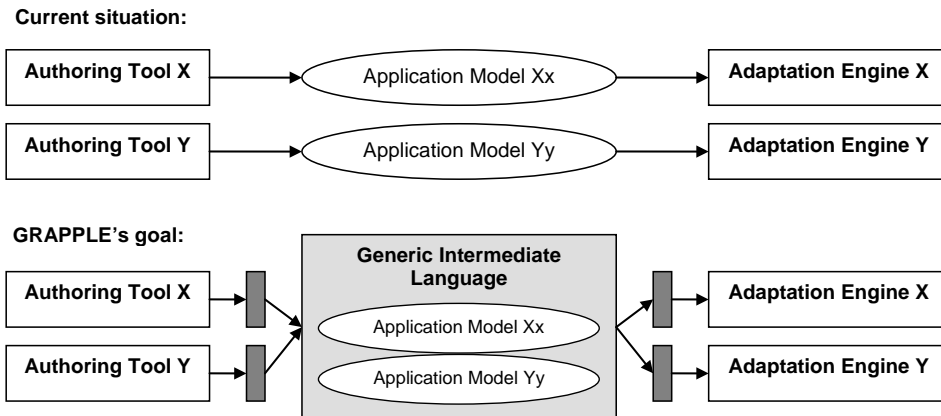 Current situation:
Authoring Tool X
Application Model Xx
Adaptation Engine X
Authoring Tool Y
Application Model Yy
Adaptation Engine Y
GRAPPLE's goal:
Generic Intermediate
Language
Authoring Tool X
Application Model Xx
Adaptation Engine X
Authoring Tool Y
Application Model Yy
Adaptation Engine Y